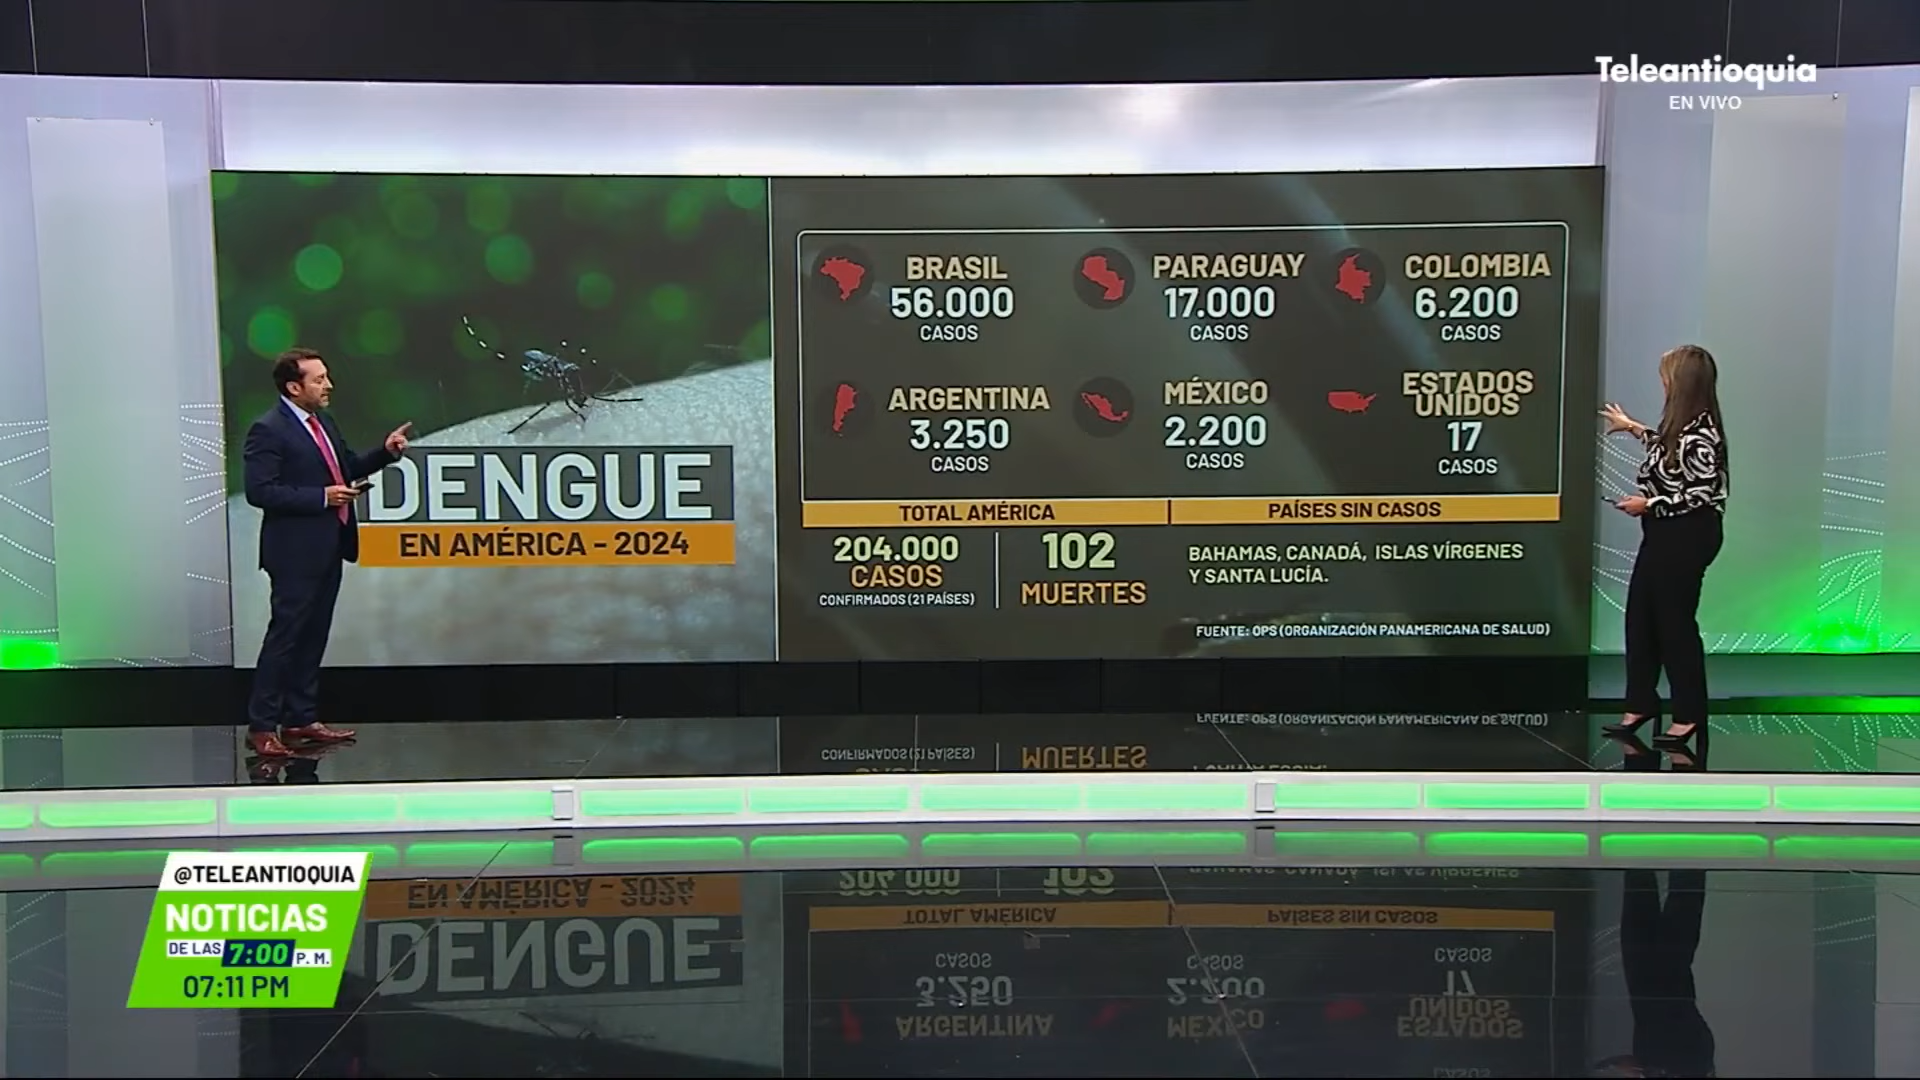 Teleantioquia
EN VIVO
BRASIL
56.000
CASOS
PARAGUAY
17.000
CASOS
COLOMBIA
6.200
CASOS
ARGENTINA
3.250
CASOS
MÉXICO
2.200
CASOS
ESTADOS
UNIDOS
17
CASOS
DENGUE
EN AMÉRICA - 2024
TOTAL AMÉRICA
PAÍSES SIN CASOS
204.000
CASOS
CONFIRMADOS (21 PAÍSES)
102
MUERTES
BAHAMAS, CANADÁ, ISLAS VÍRGENES
Y SANTA LUCÍA.
FUENTE: OPS (ORGANIZACIÓN PANAMERICANA DE SALUD)
@TELEANTIOQUIA
NOTICIAS
DE LAS 7:00 P. M.
07:11 PM